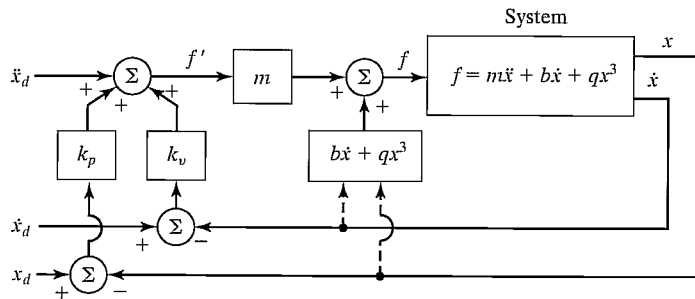 System
ẍ_d
+
Σ
+
+
f′
m
+
Σ
+
f
f = mẍ + bẋ + qx³
x
ẋ
k_p
k_v
bẋ + qx³
ẋ_d
+
Σ
−
x_d
+
Σ
−